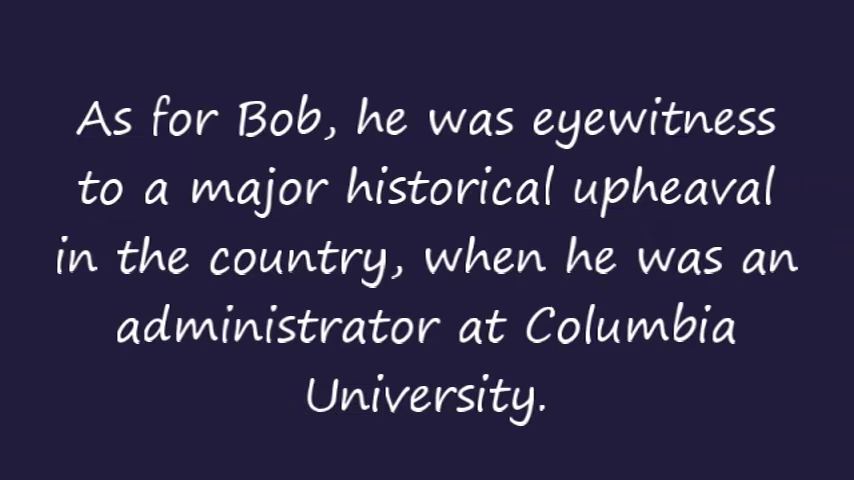 As for Bob, he was eyewitness
to a major historical upheaval
in the country, when he was an
administrator at Columbia
University.